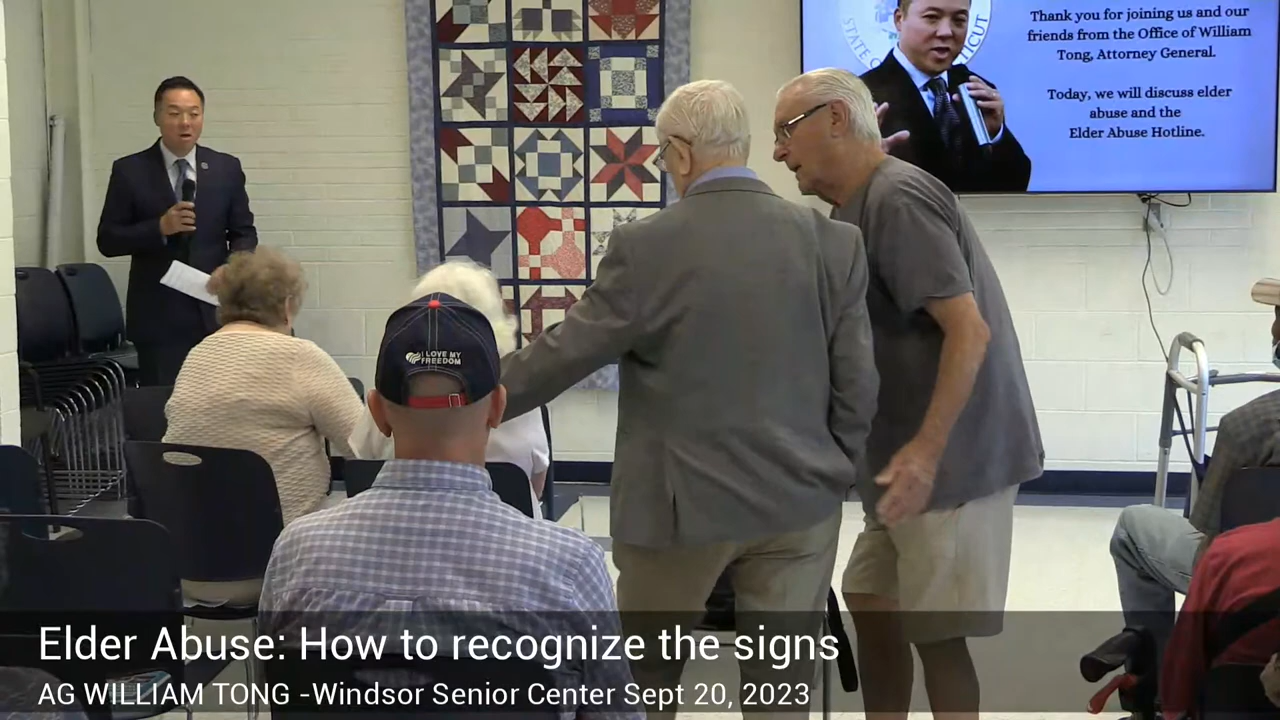 Thank you for joining us and our
friends from the Office of William
Tong, Attorney General.
Today, we will discuss elder
abuse and the
Elder Abuse Hotline.
STATE O
ICUT
I LOVE MY
FREEDOM
Elder Abuse: How to recognize the signs
AG WILLIAM TONG -Windsor Senior Center Sept 20, 2023